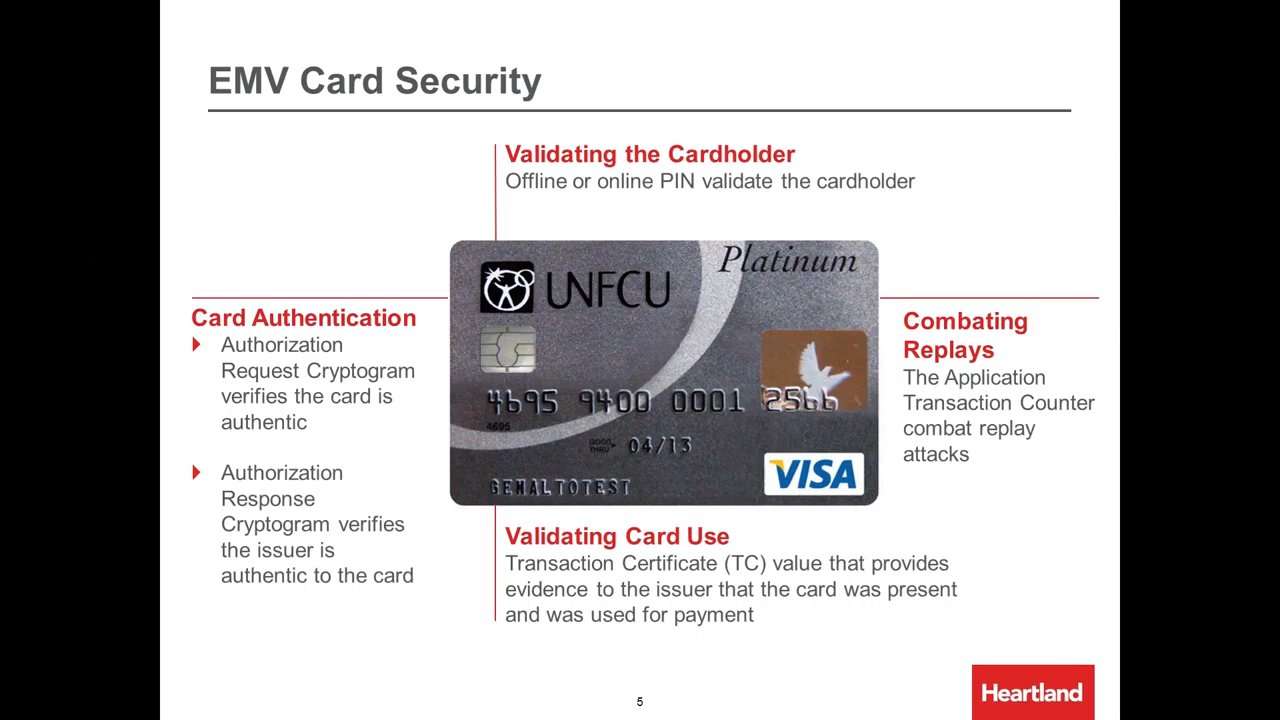 EMV Card Security
Validating the Cardholder
Offline or online PIN validate the cardholder
Card Authentication
Authorization
Request Cryptogram
verifies the card is
authentic
Authorization
Response
Cryptogram verifies
the issuer is
authentic to the card
Platinum
UNFCU
4695 9400 0001 2566
4695
GOOD
THRU
04/13
GEMALTOTEST
VISA
Combating
Replays
The Application
Transaction Counter
combat replay
attacks
Validating Card Use
Transaction Certificate (TC) value that provides
evidence to the issuer that the card was present
and was used for payment
5
Heartland